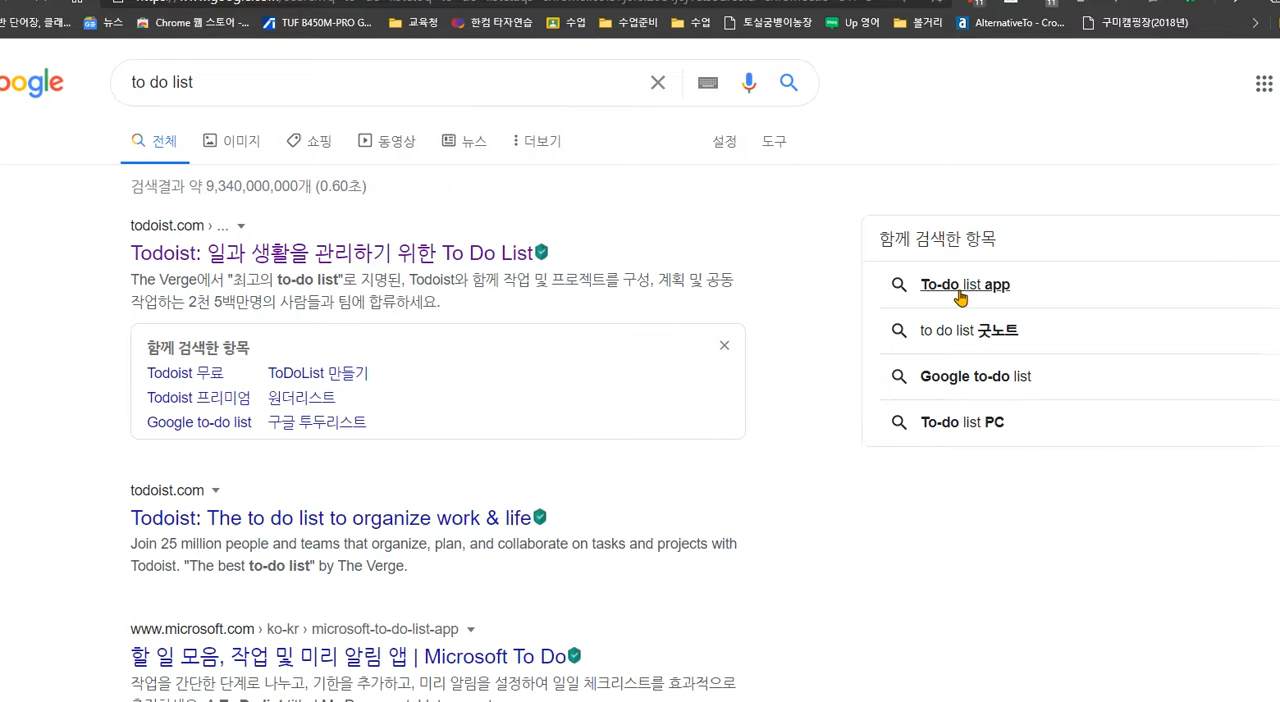 반 단어장, 클래... 뉴스 Chrome 웹 스토어 -... TUF B450M-PRO G... 교육청 한컴 타자연습 수업 수업준비 수업 토실굼벵이농장 Up 영어 볼거리 AlternativeTo - Cro... 구미캠핑장(2018년)
oogle to do list
전체 이미지 쇼핑 동영상 뉴스 더보기 설정 도구
검색결과 약 9,340,000,000개 (0.60초)
todoist.com › ...
Todoist: 일과 생활을 관리하기 위한 To Do List
The Verge에서 "최고의 to-do list"로 지명된, Todoist와 함께 작업 및 프로젝트를 구성, 계획 및 공동
작업하는 2천 5백만명의 사람들과 팀에 합류하세요.
함께 검색한 항목
Todoist 무료 ToDoList 만들기
Todoist 프리미엄 원더리스트
Google to-do list 구글 투두리스트
todoist.com
Todoist: The to do list to organize work & life
Join 25 million people and teams that organize, plan, and collaborate on tasks and projects with
Todoist. "The best to-do list" by The Verge.
www.microsoft.com › ko-kr › microsoft-to-do-list-app
할 일 모음, 작업 및 미리 알림 앱 | Microsoft To Do
작업을 간단한 단계로 나누고, 기한을 추가하고, 미리 알림을 설정하여 일일 체크리스트를 효과적으로
함께 검색한 항목
To-do list app
to do list 굿노트
Google to-do list
To-do list PC